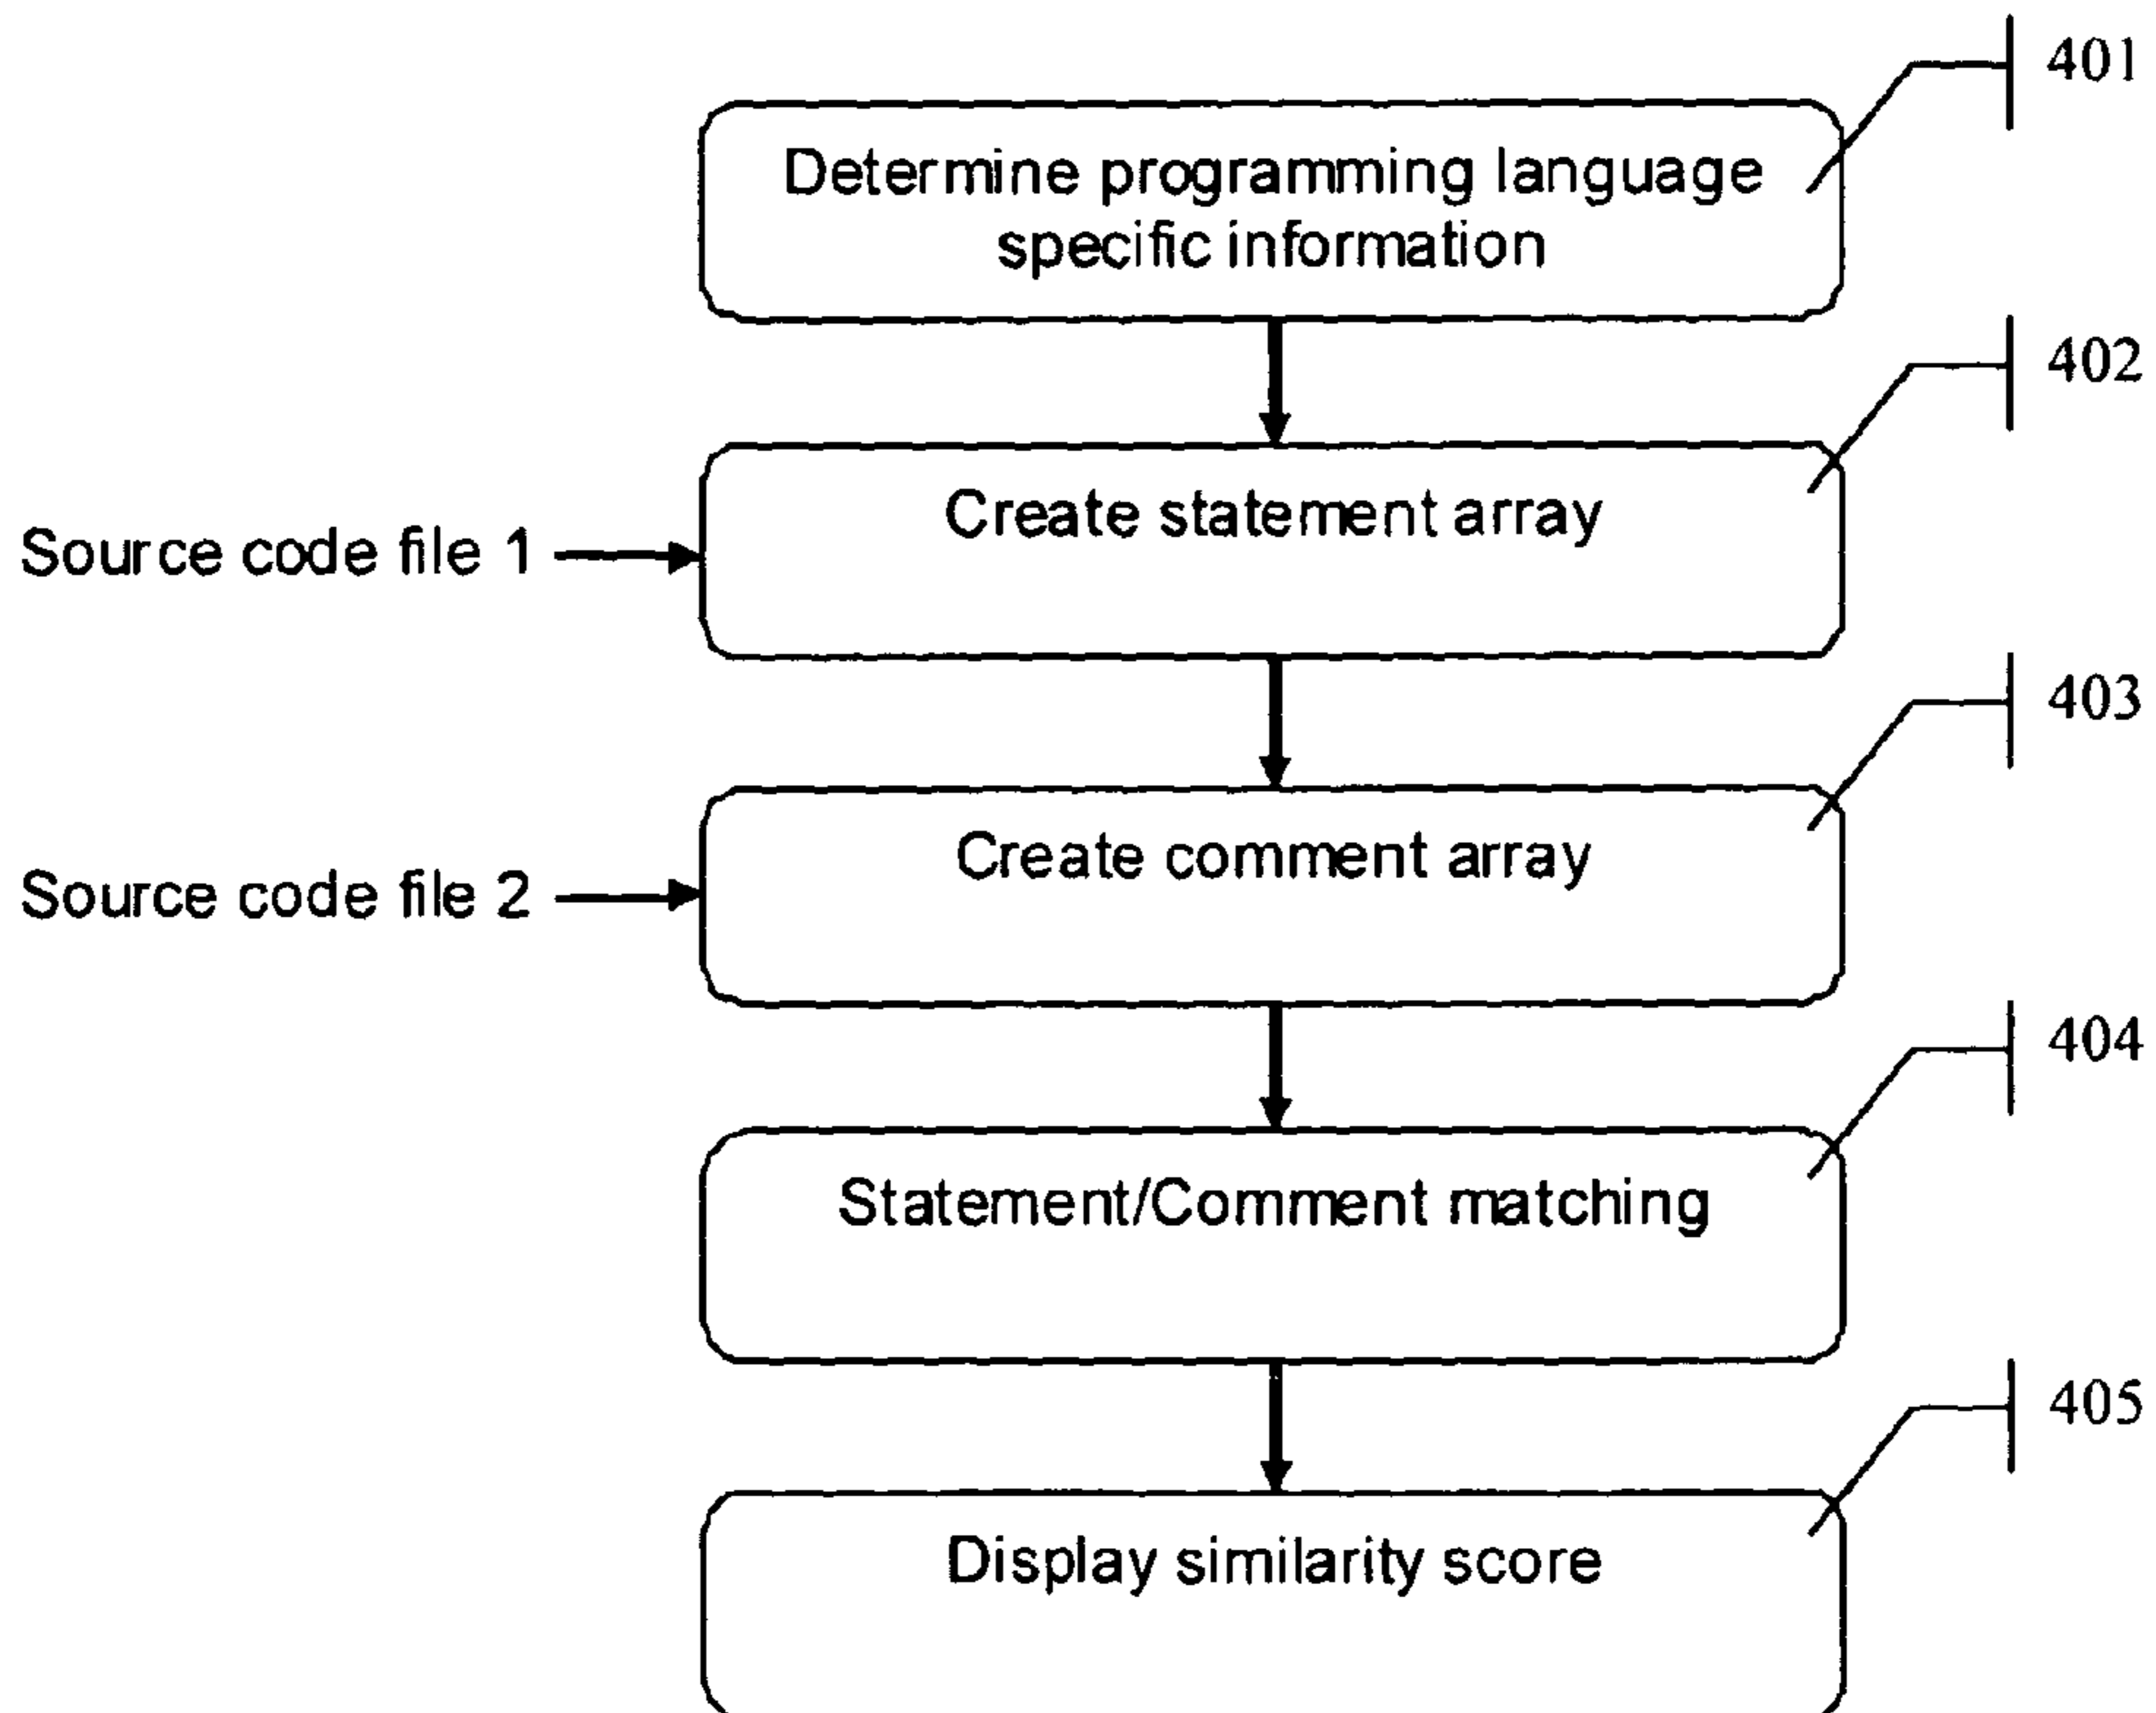 401
Determine programming language
specific information
402
Create statement array
Source code file 1
403
Create comment array
Source code file 2
404
Statement/Comment matching
405
Display similarity score